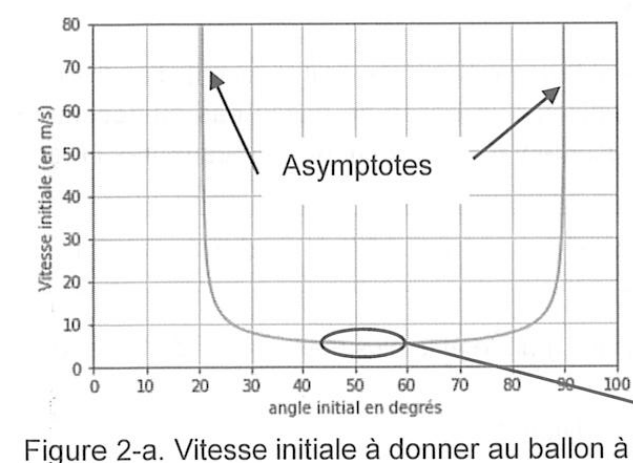 80
70
60
50
40
30
20
10
0
Vitesse initiale (en m/s)
Asymptotes
0 10 20 30 40 50 60 70 80 90 100
angle initial en degrés
Figure 2-a. Vitesse initiale à donner au ballon à